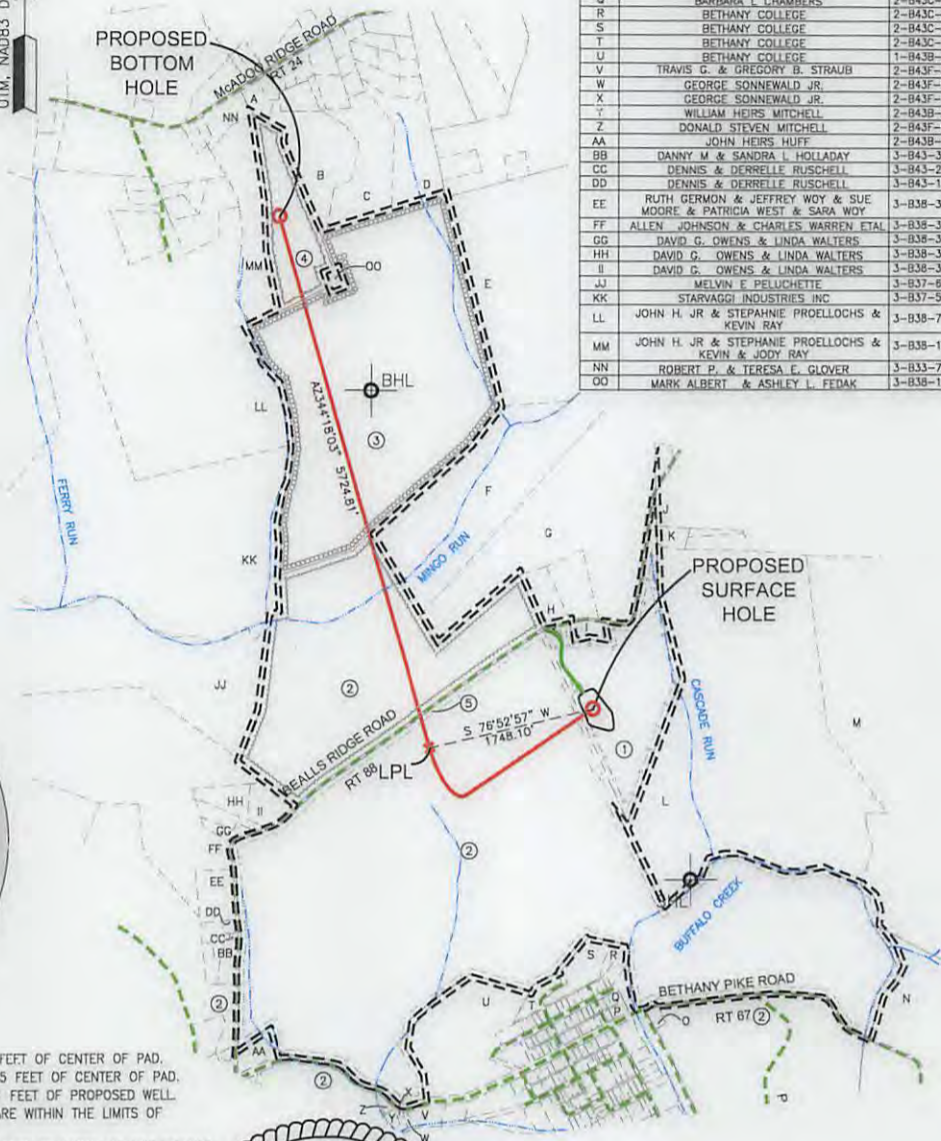 U.T.M. NAD83
PROPOSED
BOTTOM
HOLE
McADOO RIDGE ROAD
RT 24
BARBARA L CHAMBERS
R BETHANY COLLEGE 2-B43C-
S BETHANY COLLEGE 2-B43C-
T BETHANY COLLEGE 2-B43C-
U BETHANY COLLEGE 1-B43B-
V TRAVIS G. & GREGORY B. STRAUB 2-B43F-
W GEORGE SONNEWALD JR. 2-B43F-
X GEORGE SONNEWALD JR. 2-B43F-
Y WILLIAM HEIRS MITCHELL 2-B43B-
Z DONALD STEVEN MITCHELL 2-B43F-
AA JOHN HEIRS HUFF 2-B43B-
BB DANNY M & SANDRA L HOLLADAY 3-B43-3
CC DENNIS & DERRELLE RUSCHELL 3-B43-2
DD DENNIS & DERRELLE RUSCHELL 3-B43-1
EE RUTH GERMON & JEFFREY WOY & SUE
MOORE & PATRICIA WEST & SARA WOY 3-B38-3
FF ALLEN JOHNSON & CHARLES WARREN ETAL 3-B38-3
GG DAVID G. OWENS & LINDA WALTERS 3-B38-3
HH DAVID G. OWENS & LINDA WALTERS 3-B38-3
II DAVID G. OWENS & LINDA WALTERS 3-B38-3
JJ MELVIN E PELUCHETTE 3-B37-6
KK STARVAGGI INDUSTRIES INC 3-B37-5
LL JOHN H. JR & STEPAHNIE PROELLOCHS &
KEVIN RAY 3-B38-7
MM JOHN H. JR & STEPHANIE PROELLOCHS &
KEVIN & JODY RAY 3-B38-1
NN ROBERT P. & TERESA E. GLOVER 3-B33-7
OO MARK ALBERT & ASHLEY L. FEDAK 3-B38-1
A
NN
B
C
D
MM
4
OO
E
BHL
LL
AZ344°18'03" 5724.81'
3
FERRY RUN
F
MINGO RUN
G
J
K
KK
H
PROPOSED
SURFACE
HOLE
JJ
2
5
S 76°52'57" W
1748.10'
1
CASCADE RUN
M
BEALLS RIDGE ROAD
RT 88
LPL
HH
II
GG
FF
L
2
EE
DD
CC
BB
BUFFALO CREEK
S
R
U
T
Q
P
BETHANY PIKE ROAD
RT 67
2
N
O
2
AA
2
P
X
Z
Y
V
W
FEET OF CENTER OF PAD.
5 FEET OF CENTER OF PAD.
FEET OF PROPOSED WELL.
ARE WITHIN THE LIMITS OF